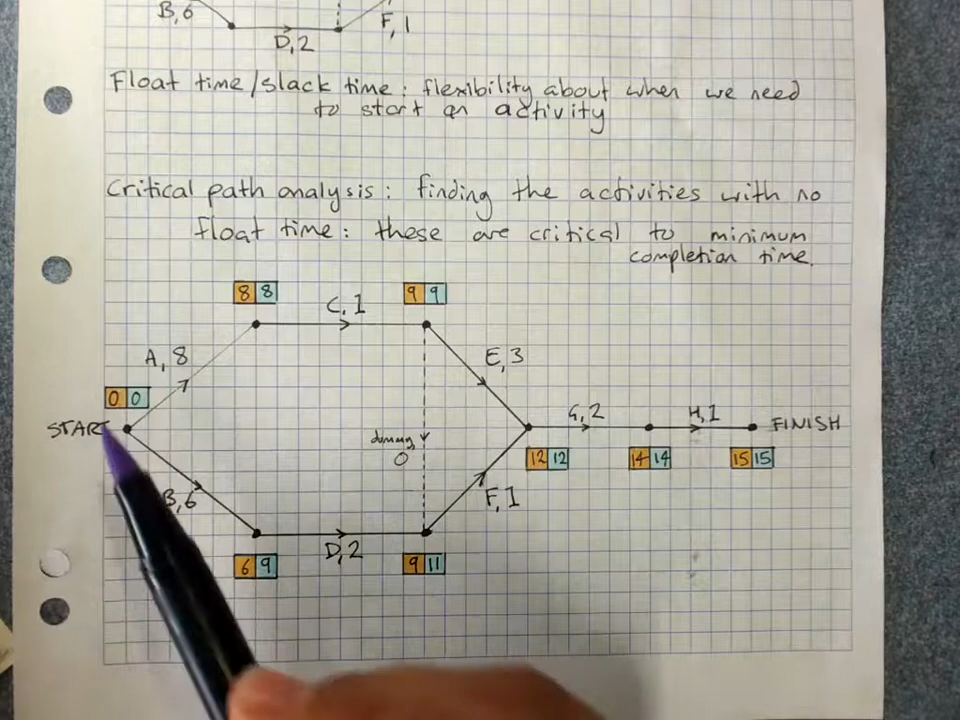 B,6
D,2
F,1
Float time/slack time: flexibility about when we need
to start an activity
Critical path analysis: finding the activities with no
float time: these are critical to minimum
completion time.
8 8
C,1
9 9
A,8
E,3
0 0
START
G,2
H,1
FINISH
dummy
0
12 12
14 14
15 15
B,6
F,1
D,2
6 9
9 11